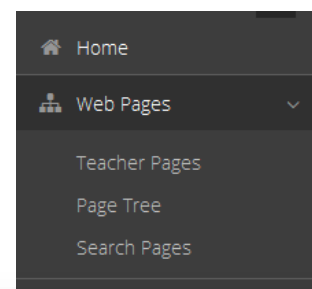 Home
Web Pages
Teacher Pages
Page Tree
Search Pages